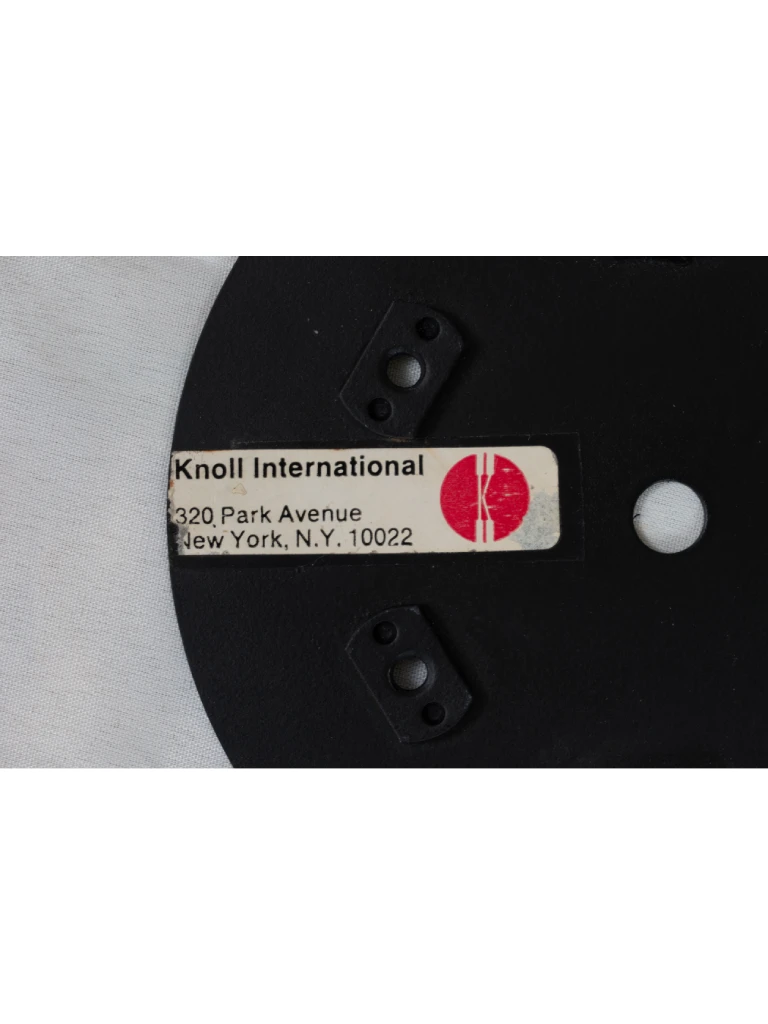 Knoll International
320 Park Avenue
New York, N.Y. 10022
K